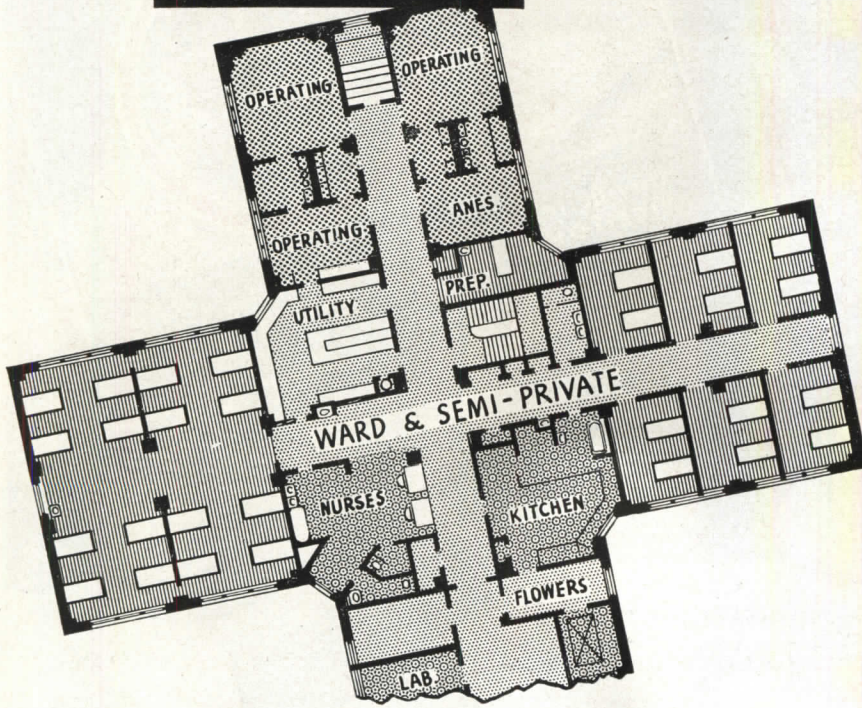 OPERATING
OPERATING
OPERATING
ANES.
PREP.
UTILITY
WARD & SEMI-PRIVATE
NURSES
KITCHEN
FLOWERS
LAB.